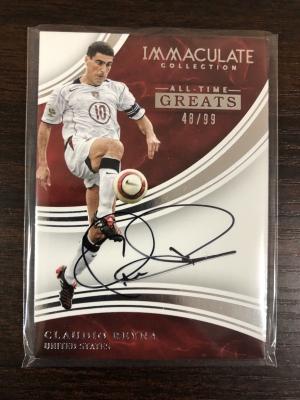 IMMACULATE
COLLECTION
ALL-TIME
GREATS
48/99
10
CLAUDIO REYNA
UNITED STATES